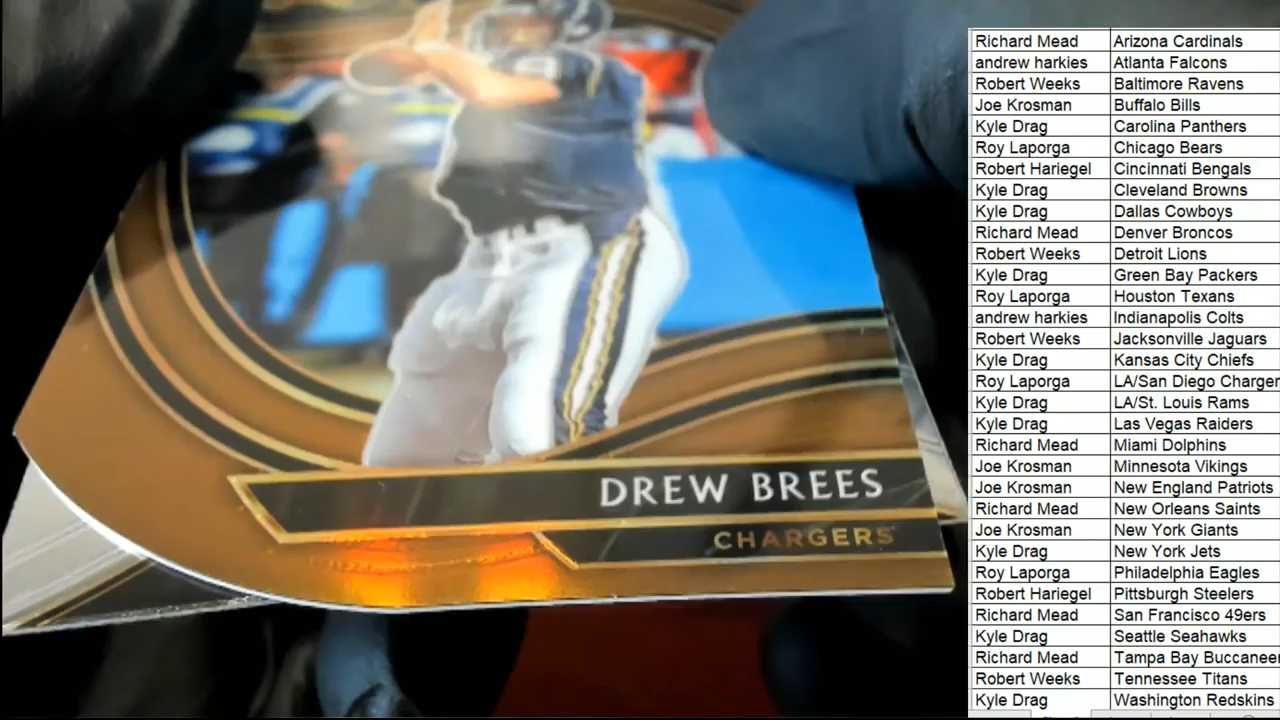 DREW BREES
CHARGERS
Richard Mead Arizona Cardinals
andrew harkies Atlanta Falcons
Robert Weeks Baltimore Ravens
Joe Krosman Buffalo Bills
Kyle Drag Carolina Panthers
Roy Laporga Chicago Bears
Robert Hariegel Cincinnati Bengals
Kyle Drag Cleveland Browns
Kyle Drag Dallas Cowboys
Richard Mead Denver Broncos
Robert Weeks Detroit Lions
Kyle Drag Green Bay Packers
Roy Laporga Houston Texans
andrew harkies Indianapolis Colts
Robert Weeks Jacksonville Jaguars
Kyle Drag Kansas City Chiefs
Roy Laporga LA/San Diego Charger
Kyle Drag LA/St. Louis Rams
Kyle Drag Las Vegas Raiders
Richard Mead Miami Dolphins
Joe Krosman Minnesota Vikings
Joe Krosman New England Patriots
Richard Mead New Orleans Saints
Joe Krosman New York Giants
Kyle Drag New York Jets
Roy Laporga Philadelphia Eagles
Robert Hariegel Pittsburgh Steelers
Richard Mead San Francisco 49ers
Kyle Drag Seattle Seahawks
Richard Mead Tampa Bay Buccaneer
Robert Weeks Tennessee Titans
Kyle Drag Washington Redskins